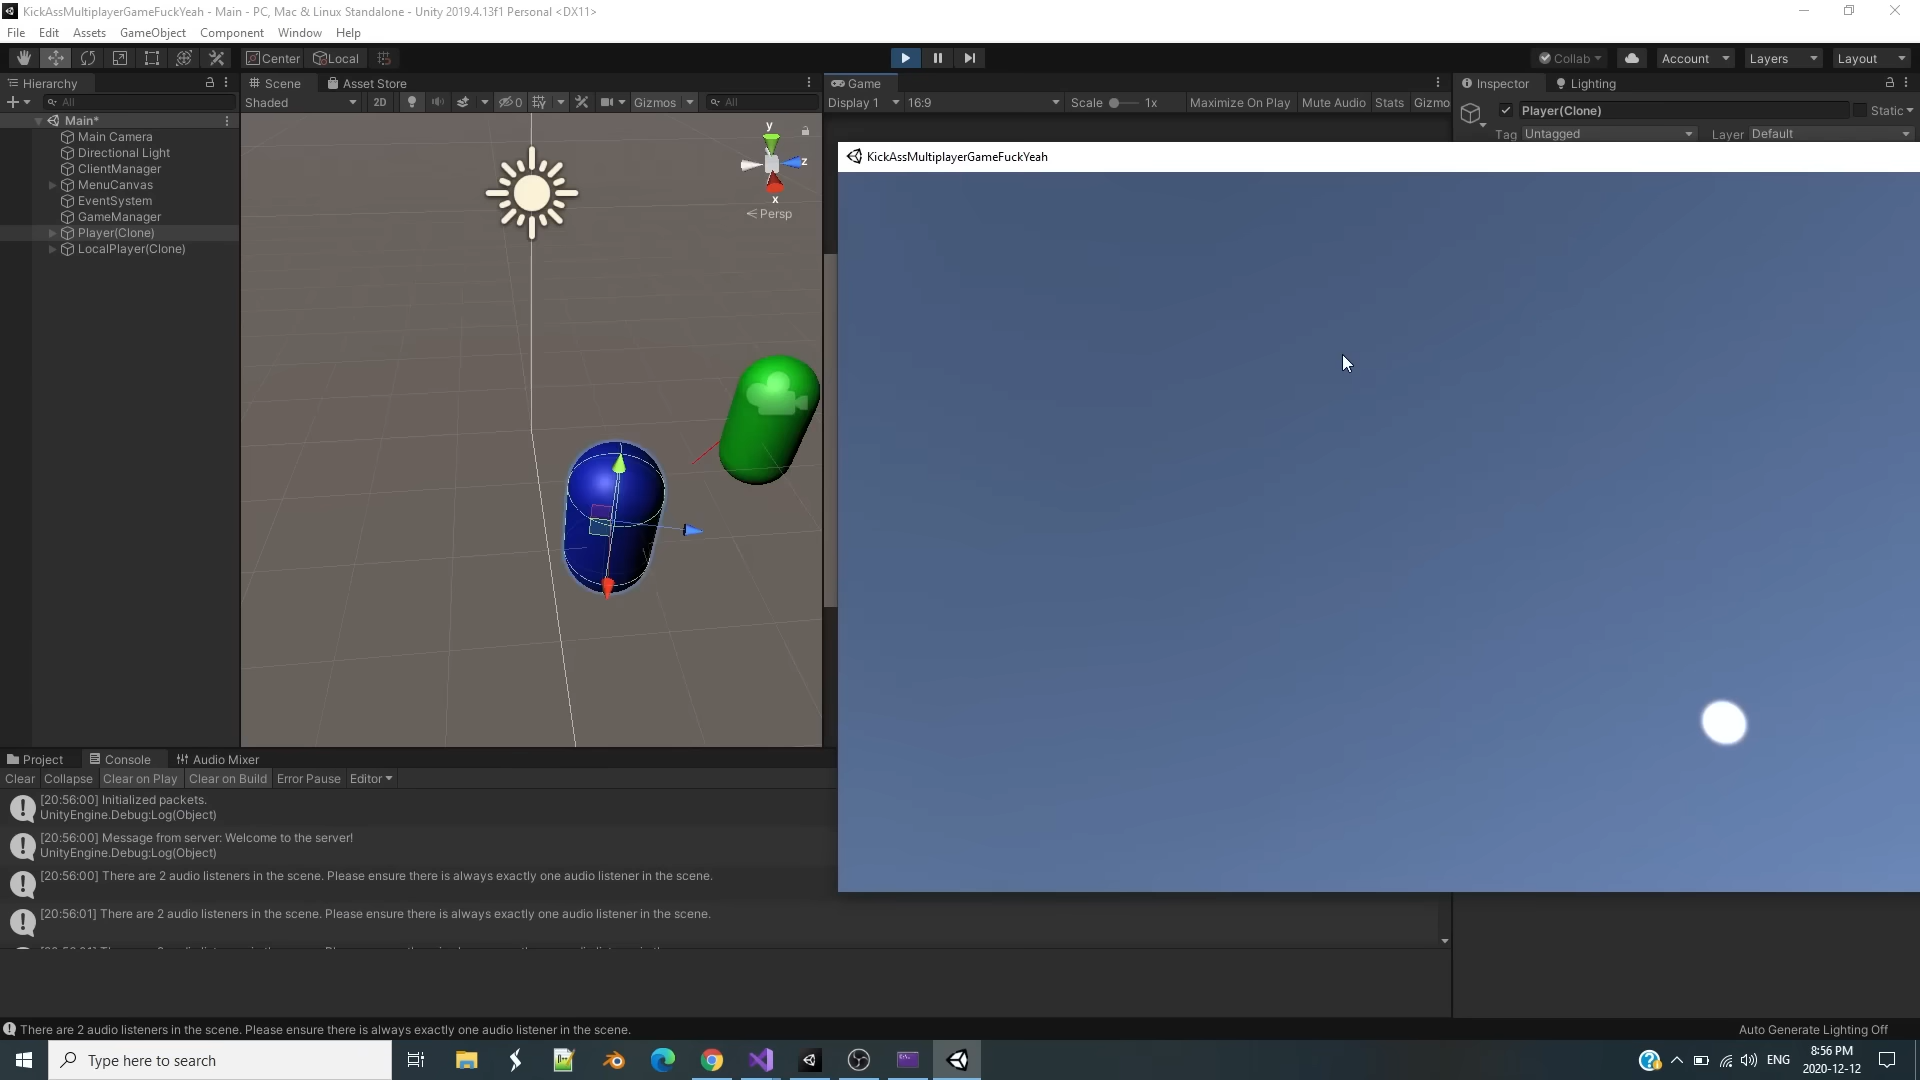 KickAssMultiplayerGameFuckYeah - Main - PC, Mac & Linux Standalone - Unity 2019.4.13f1 Personal <DX11>
File Edit Assets GameObject Component Window Help
Center Local Collab Account Layers Layout
Hierarchy Scene Asset Store Game Inspector Lighting
All Shaded 2D 0 Gizmos All Display 1 16:9 Scale 1x Maximize On Play Mute Audio Stats Gizmo
Player(Clone) Static
Tag Untagged Layer Default
Main*
Main Camera
Directional Light
ClientManager
MenuCanvas
EventSystem
GameManager
Player(Clone)
LocalPlayer(Clone)
y
z
x
Persp
KickAssMultiplayerGameFuckYeah
Project Console Audio Mixer
Clear Collapse Clear on Play Clear on Build Error Pause Editor
[20:56:00] Initialized packets.
UnityEngine.Debug:Log(Object)
[20:56:00] Message from server: Welcome to the server!
UnityEngine.Debug:Log(Object)
[20:56:00] There are 2 audio listeners in the scene. Please ensure there is always exactly one audio listener in the scene.
[20:56:01] There are 2 audio listeners in the scene. Please ensure there is always exactly one audio listener in the scene.
There are 2 audio listeners in the scene. Please ensure there is always exactly one audio listener in the scene.
Auto Generate Lighting Off
Type here to search
ENG
8:56 PM
2020-12-12